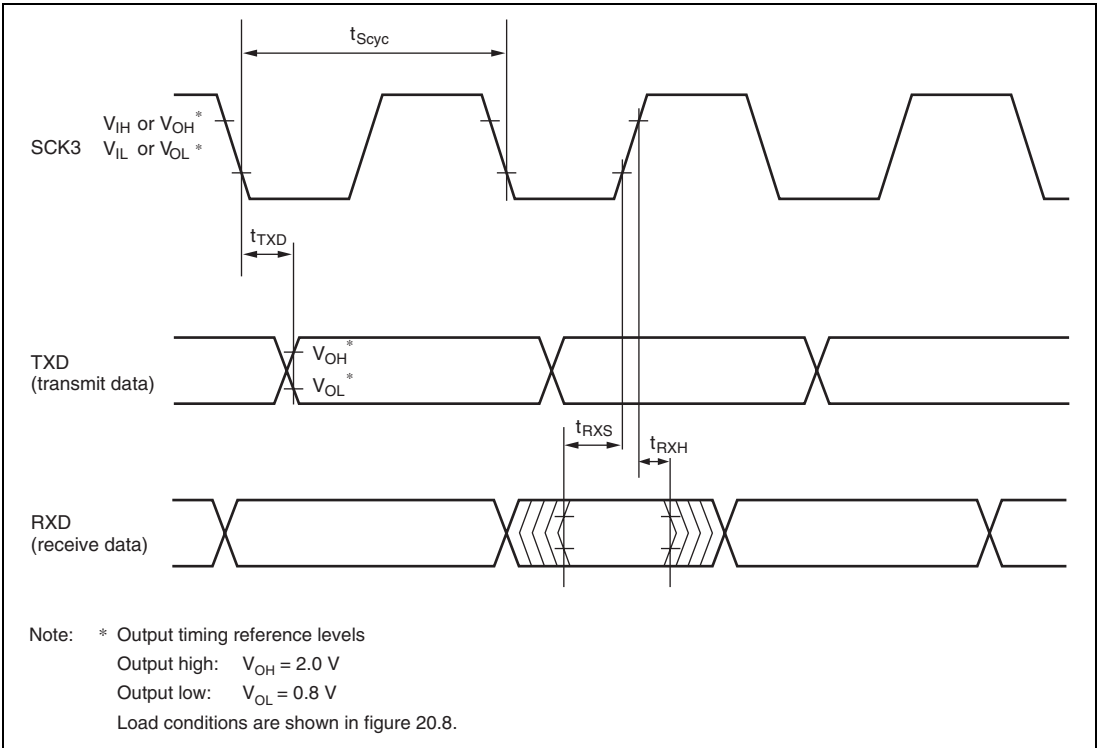 tScyc
VIH or VOH*
SCK3 VIL or VOL *
tTXD
TXD
(transmit data)
VOH*
VOL*
tRXS
tRXH
RXD
(receive data)
Note: * Output timing reference levels
Output high: VOH = 2.0 V
Output low: VOL = 0.8 V
Load conditions are shown in figure 20.8.